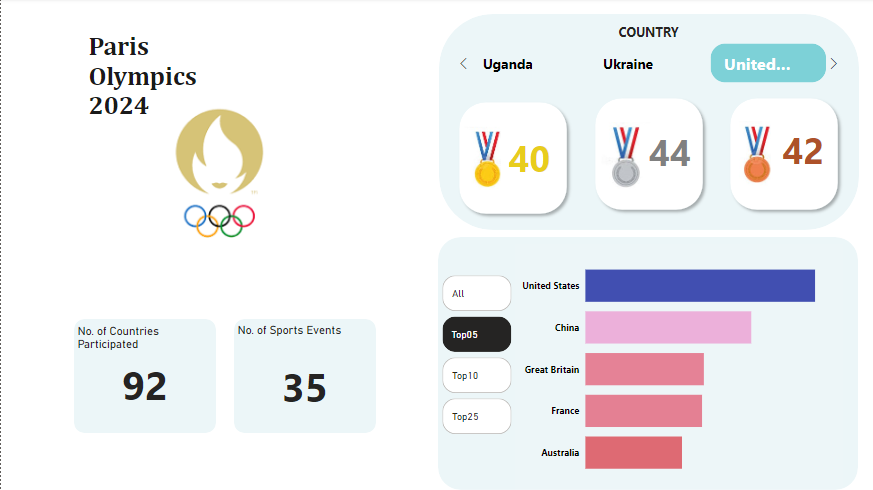 Paris
Olympics
2024
COUNTRY
Uganda
Ukraine
United...
40
44
42
No. of Countries
Participated
92
No. of Sports Events
35
All
Top05
Top10
Top25
United States
China
Great Britain
France
Australia